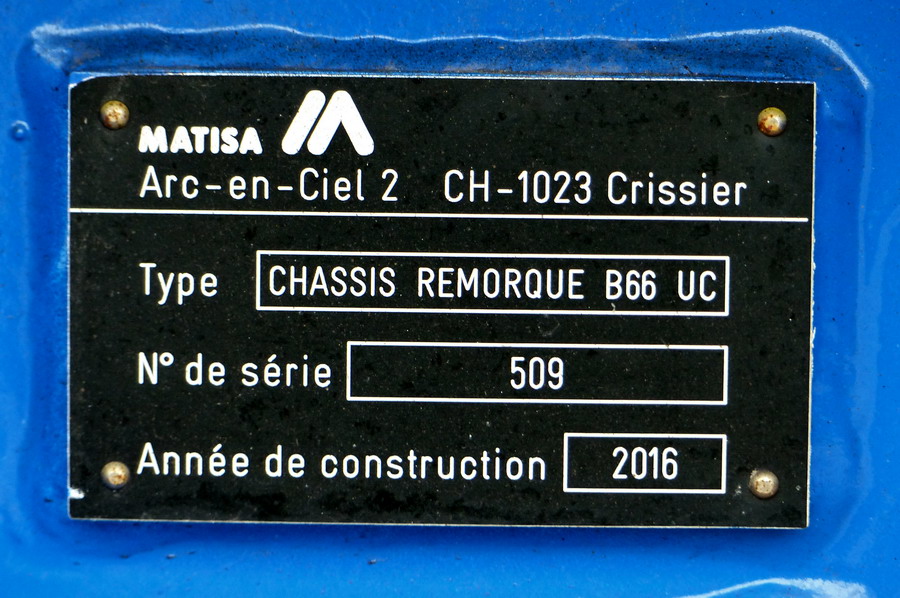 MATISA
Arc-en-Ciel 2 CH-1023 Crissier
Type CHASSIS REMORQUE B66 UC
N° de série 509
Année de construction 2016